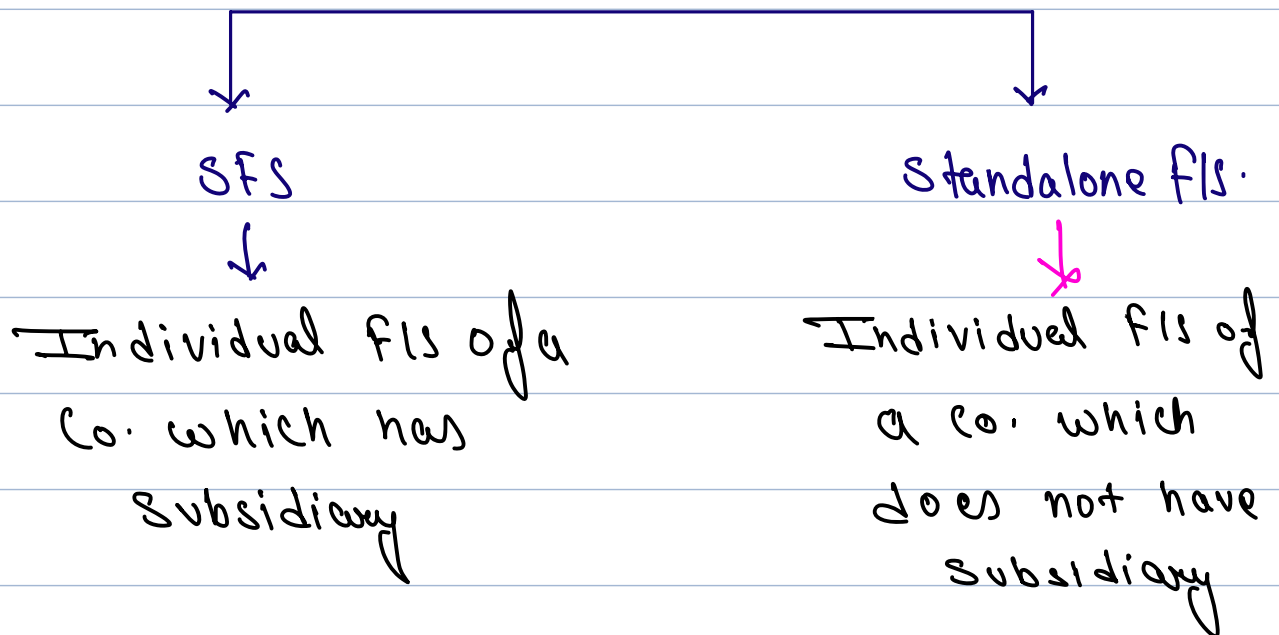 SFS
Standalone F/S.
Individual F/S of a
Co. which has
Subsidiary
Individual F/S of
a Co. which
does not have
Subsidiary